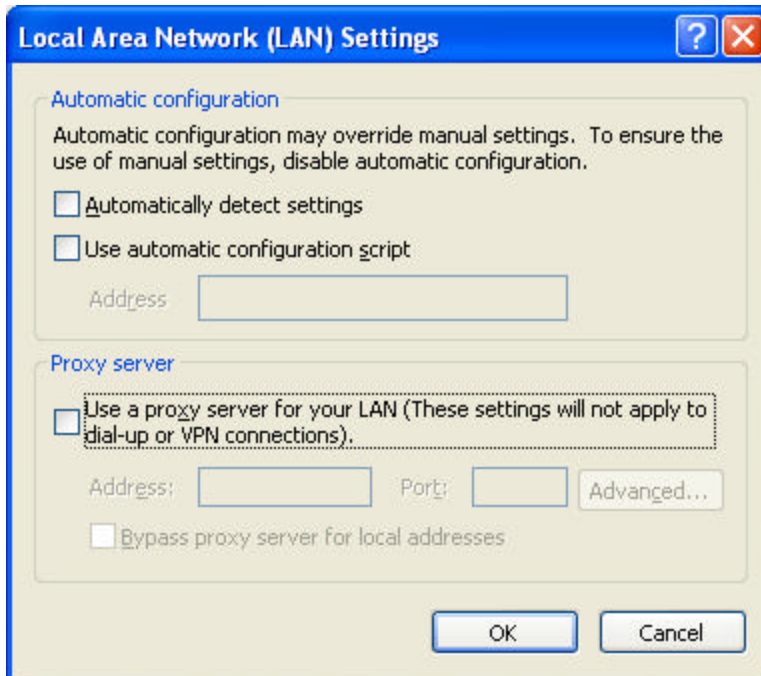 Local Area Network (LAN) Settings
Automatic configuration
Automatic configuration may override manual settings. To ensure the
use of manual settings, disable automatic configuration.
Automatically detect settings
Use automatic configuration script
Address
Proxy server
Use a proxy server for your LAN (These settings will not apply to
dial-up or VPN connections).
Address: Port: Advanced...
Bypass proxy server for local addresses
OK Cancel